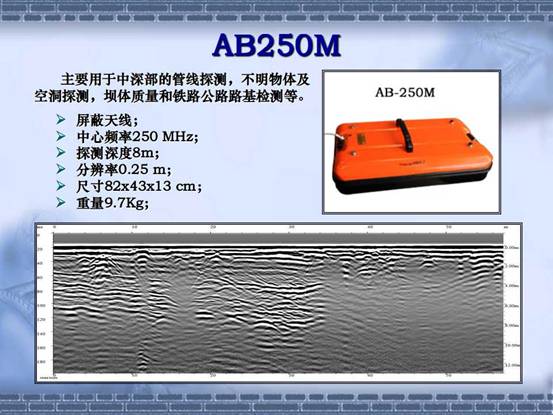 AB250M
主要用于中深部的管线探测，不明物体及
空洞探测，坝体质量和铁路公路路基检测等。
AB-250M
屏蔽天线；
中心频率250 MHz；
探测深度8m；
分辨率0.25 m；
尺寸82x43x13 cm；
重量9.7Kg；